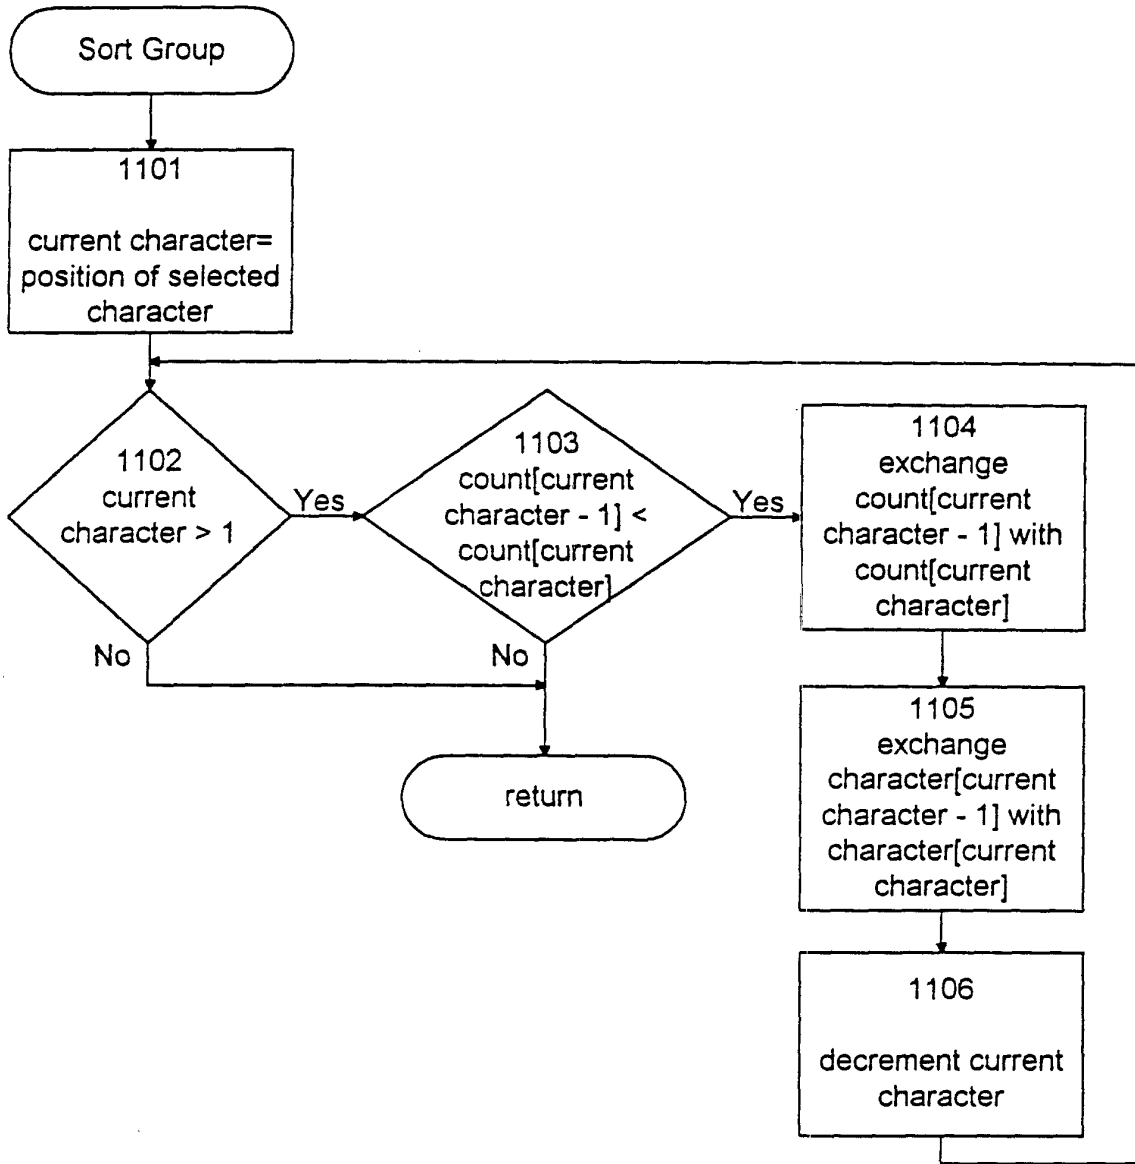 Sort Group
1101
current character=
position of selected
character
1102
current
character > 1
Yes
No
1103
count[current
character - 1] <
count[current
character]
Yes
No
1104
exchange
count[current
character - 1] with
count[current
character]
1105
exchange
character[current
character - 1] with
character[current
character]
1106
decrement current
character
return